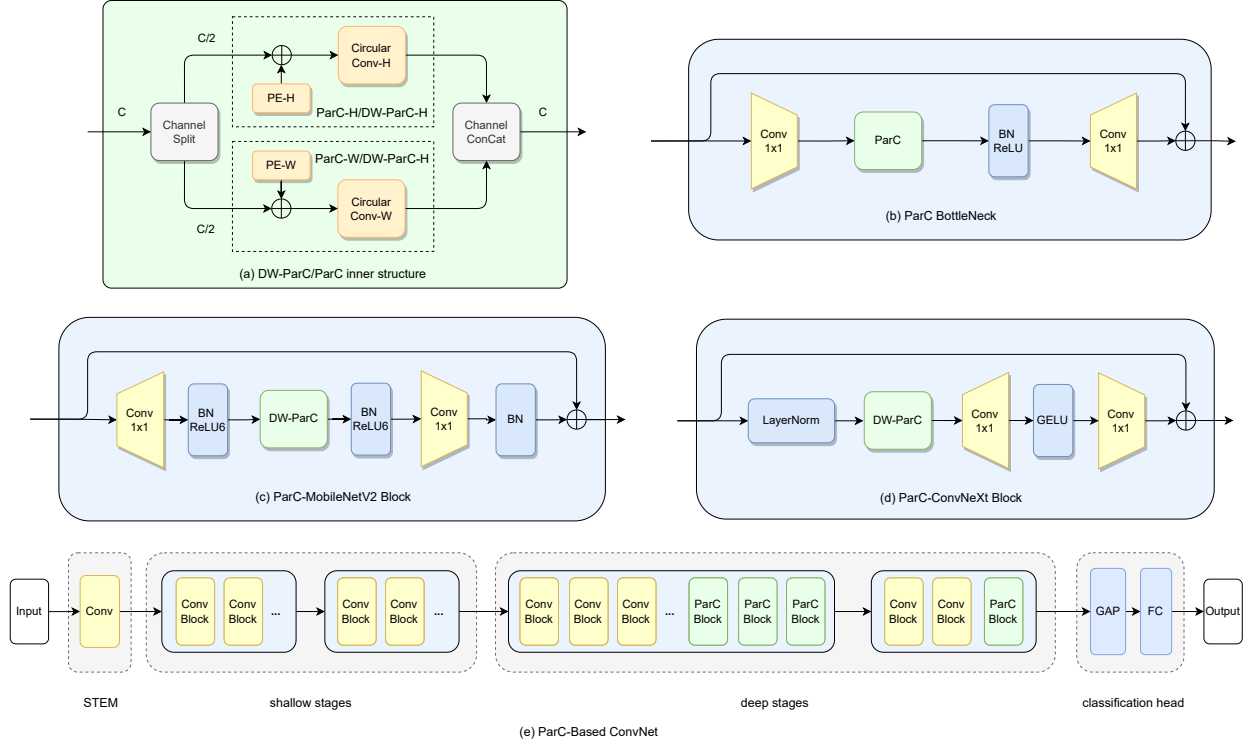 C/2
Circular
Conv-H
PE-H
ParC-H/DW-ParC-H
C
Channel
Split
Channel
ConCat
C
ParC-W/DW-ParC-H
PE-W
Circular
Conv-W
C/2
(a) DW-ParC/ParC inner structure
Conv
1x1
ParC
BN
ReLU
Conv
1x1
(b) ParC BottleNeck
Conv
1x1
BN
ReLU6
DW-ParC
BN
ReLU6
Conv
1x1
BN
(c) ParC-MobileNetV2 Block
LayerNorm
DW-ParC
Conv
1x1
GELU
Conv
1x1
(d) ParC-ConvNeXt Block
Input
Conv
Conv
Block
Conv
Block
...
Conv
Block
Conv
Block
...
Conv
Block
Conv
Block
Conv
Block
...
ParC
Block
ParC
Block
ParC
Block
Conv
Block
Conv
Block
ParC
Block
GAP
FC
Output
STEM
shallow stages
deep stages
classification head
(e) ParC-Based ConvNet